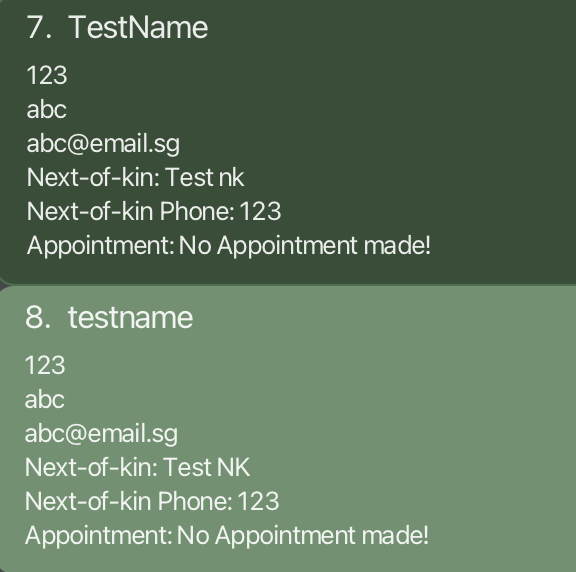 7. TestName
123
abc
abc@email.sg
Next-of-kin: Test nk
Next-of-kin Phone: 123
Appointment: No Appointment made!
8. testname
123
abc
abc@email.sg
Next-of-kin: Test NK
Next-of-kin Phone: 123
Appointment: No Appointment made!